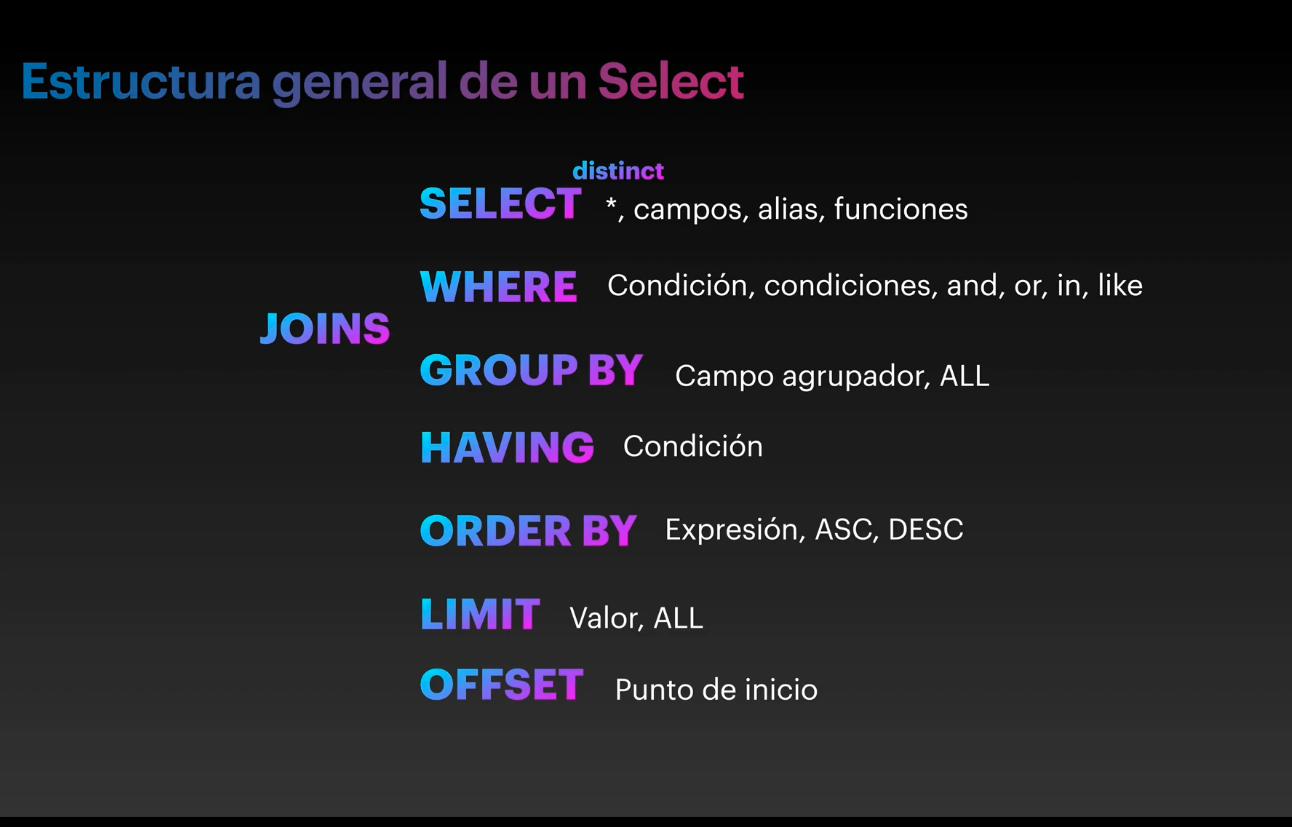 Estructura general de un Select
distinct
SELECT *, campos, alias, funciones
WHERE Condición, condiciones, and, or, in, like
JOINS
GROUP BY Campo agrupador, ALL
HAVING Condición
ORDER BY Expresión, ASC, DESC
LIMIT Valor, ALL
OFFSET Punto de inicio